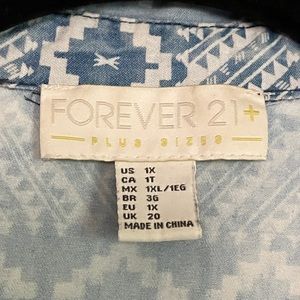 FOREVER 21+
PLUS SIZES
US 1X
CA 1T
MX 1XL/1EG
BR 3G
EU 1X
UK 20
MADE IN CHINA